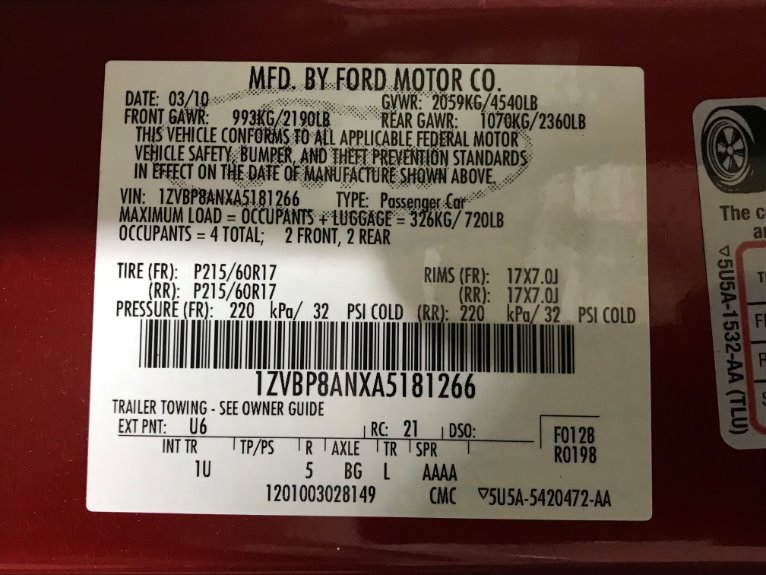 MFD. BY FORD MOTOR CO.
DATE: 03/10 GVWR: 2059KG/4540LB
FRONT GAWR: 993KG/2190LB REAR GAWR: 1070KG/2360LB
THIS VEHICLE CONFORMS TO ALL APPLICABLE FEDERAL MOTOR
VEHICLE SAFETY, BUMPER, AND THEFT PREVENTION STANDARDS
IN EFFECT ON THE DATE OF MANUFACTURE SHOWN ABOVE.
VIN: 1ZVBP8ANXA5181266 TYPE: Passenger Car
MAXIMUM LOAD = OCCUPANTS + LUGGAGE = 326KG/720LB
OCCUPANTS = 4 TOTAL; 2 FRONT, 2 REAR
TIRE (FR): P215/60R17 RIMS (FR): 17X7.0J
(RR): P215/60R17 (RR): 17X7.0J
PRESSURE (FR): 220 kPa/ 32 PSI COLD (RR): 220 kPa/ 32 PSI COLD
1ZVBP8ANXA5181266
TRAILER TOWING - SEE OWNER GUIDE
EXT PNT: U6 RC: 21 DSO: F0128
R0198
INT TR TP/PS R AXLE TR SPR
1U 5 BG L AAAA
1201003028149 CMC ▽5U5A-5420472-AA
The
▽5U5A-1532-AA (TLU)